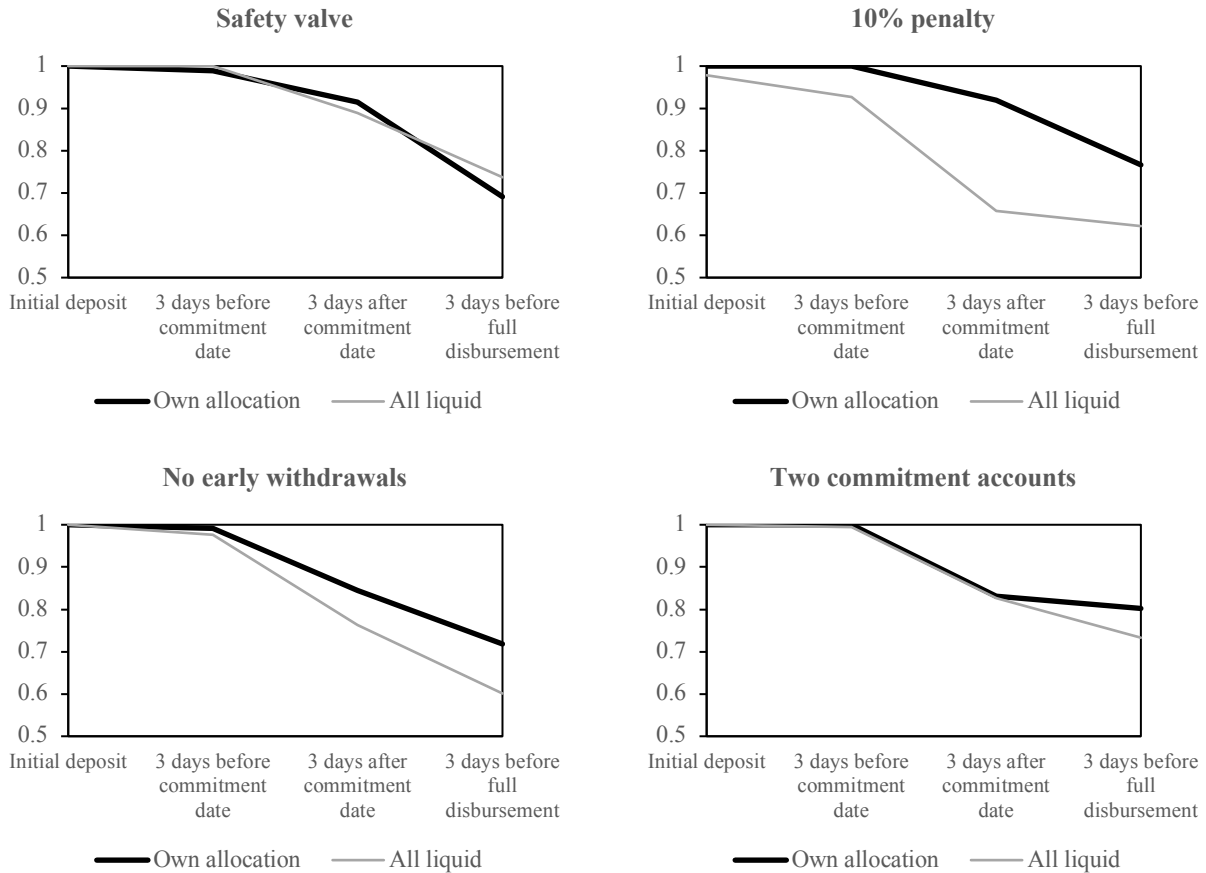 Safety valve
1
0.9
0.8
0.7
0.6
0.5
Initial deposit
3 days before
commitment
date
3 days after
commitment
date
3 days before
full
disbursement
Own allocation
All liquid
10% penalty
1
0.9
0.8
0.7
0.6
0.5
Initial deposit
3 days before
commitment
date
3 days after
commitment
date
3 days before
full
disbursement
Own allocation
All liquid
No early withdrawals
1
0.9
0.8
0.7
0.6
0.5
Initial deposit
3 days before
commitment
date
3 days after
commitment
date
3 days before
full
disbursement
Own allocation
All liquid
Two commitment accounts
1
0.9
0.8
0.7
0.6
0.5
Initial deposit
3 days before
commitment
date
3 days after
commitment
date
3 days before
full
disbursement
Own allocation
All liquid